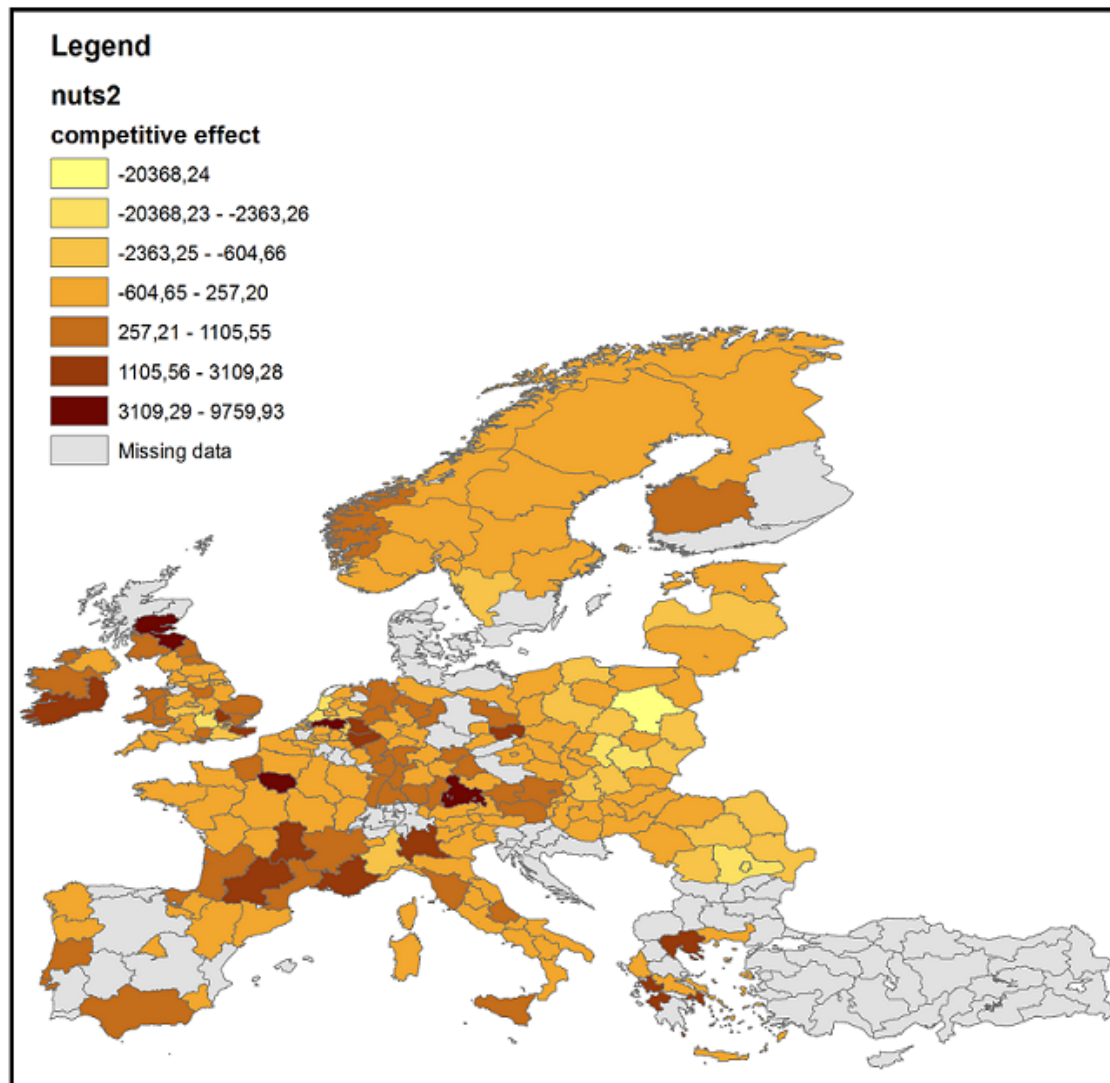 Legend
nuts2
competitive effect
-20368,24
-20368,23 - -2363,26
-2363,25 - -604,66
-604,65 - 257,20
257,21 - 1105,55
1105,56 - 3109,28
3109,29 - 9759,93
Missing data